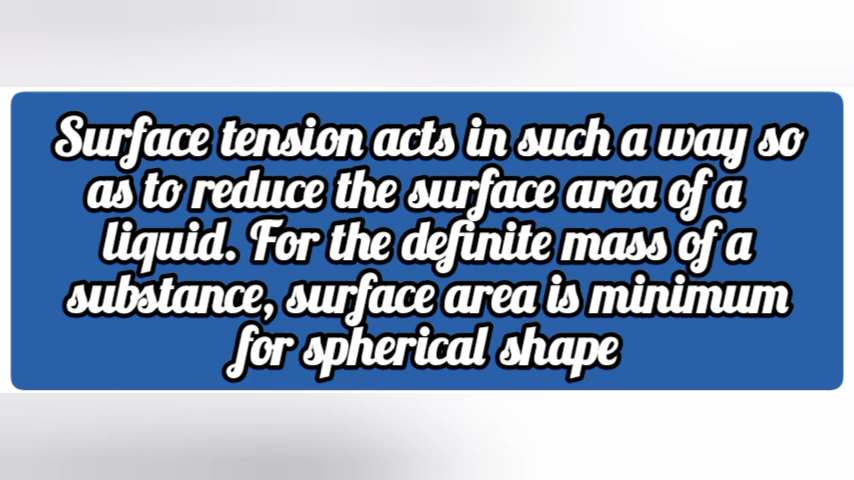 Surface tension acts in such a way so
as to reduce the surface area of a
liquid. For the definite mass of a
substance, surface area is minimum
for spherical shape